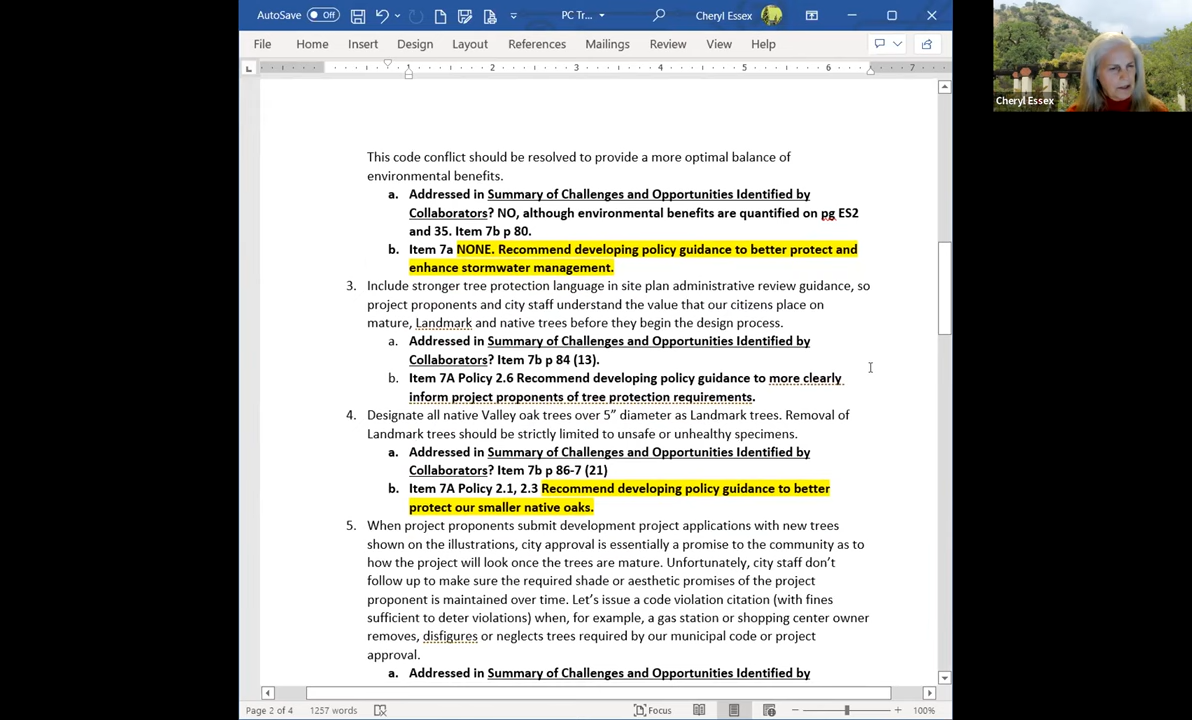 AutoSave Off PC Tr... Cheryl Essex
File Home Insert Design Layout References Mailings Review View Help
1 2 3 4 5 6 7
Cheryl Essex
This code conflict should be resolved to provide a more optimal balance of
environmental benefits.
a. Addressed in Summary of Challenges and Opportunities Identified by
Collaborators? NO, although environmental benefits are quantified on pg ES2
and 35. Item 7b p 80.
b. Item 7a NONE. Recommend developing policy guidance to better protect and
enhance stormwater management.
3. Include stronger tree protection language in site plan administrative review guidance, so
project proponents and city staff understand the value that our citizens place on
mature, Landmark and native trees before they begin the design process.
a. Addressed in Summary of Challenges and Opportunities Identified by
Collaborators? Item 7b p 84 (13).
b. Item 7A Policy 2.6 Recommend developing policy guidance to more clearly
inform project proponents of tree protection requirements.
4. Designate all native Valley oak trees over 5” diameter as Landmark trees. Removal of
Landmark trees should be strictly limited to unsafe or unhealthy specimens.
a. Addressed in Summary of Challenges and Opportunities Identified by
Collaborators? Item 7b p 86-7 (21)
b. Item 7A Policy 2.1, 2.3 Recommend developing policy guidance to better
protect our smaller native oaks.
5. When project proponents submit development project applications with new trees
shown on the illustrations, city approval is essentially a promise to the community as to
how the project will look once the trees are mature. Unfortunately, city staff don’t
follow up to make sure the required shade or aesthetic promises of the project
proponent is maintained over time. Let’s issue a code violation citation (with fines
sufficient to deter violations) when, for example, a gas station or shopping center owner
removes, disfigures or neglects trees required by our municipal code or project
approval.
a. Addressed in Summary of Challenges and Opportunities Identified by
Page 2 of 4 1257 words Focus 100%